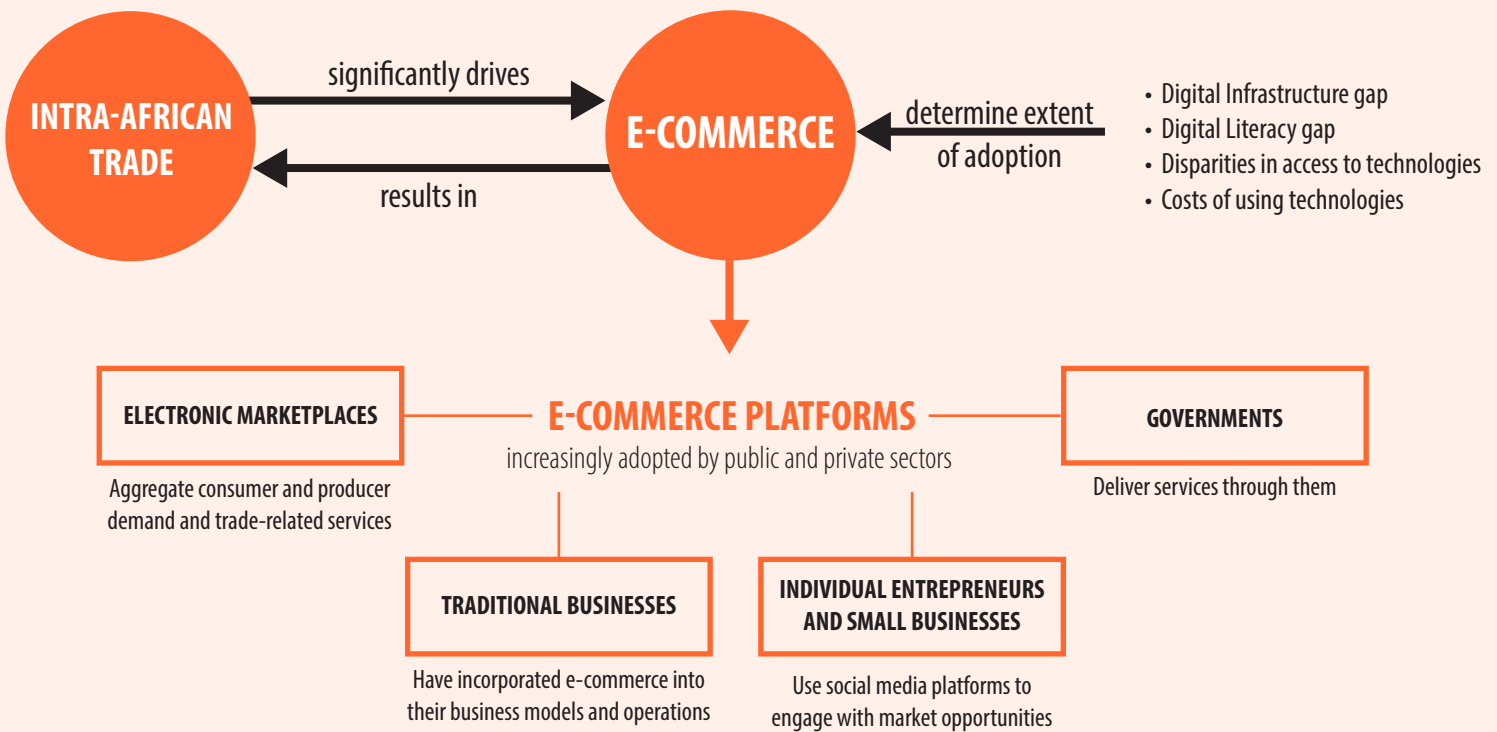 INTRA-AFRICAN
TRADE
significantly drives
results in
E-COMMERCE
determine extent
of adoption
• Digital Infrastructure gap
• Digital Literacy gap
• Disparities in access to technologies
• Costs of using technologies
E-COMMERCE PLATFORMS
increasingly adopted by public and private sectors
ELECTRONIC MARKETPLACES
Aggregate consumer and producer
demand and trade-related services
TRADITIONAL BUSINESSES
Have incorporated e-commerce into
their business models and operations
INDIVIDUAL ENTREPRENEURS
AND SMALL BUSINESSES
Use social media platforms to
engage with market opportunities
GOVERNMENTS
Deliver services through them